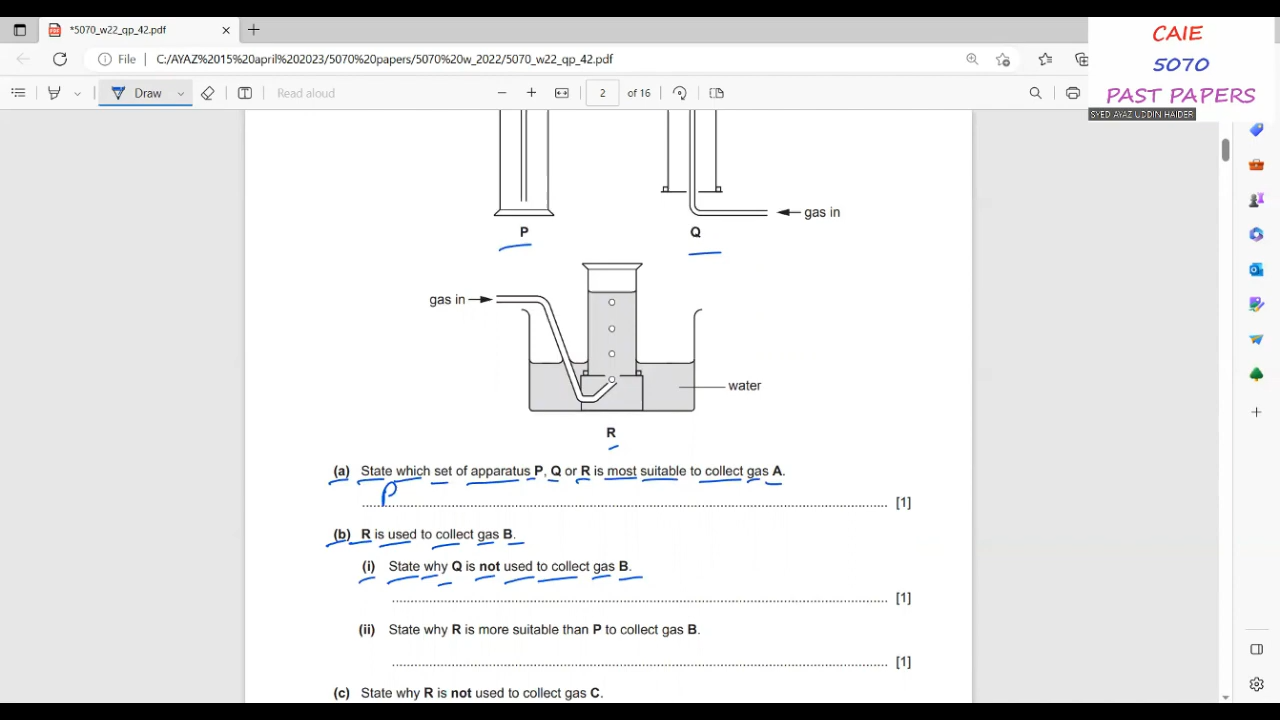 *5070_w22_qp_42.pdf
CAIE
5070
PAST PAPERS
SYED AYAZ UDDIN HAIDER
File
C:/AYAZ%2015%20april%202023/5070%20papers/5070%20w_2022/5070_w22_qp_42.pdf
Draw
Read aloud
2
of 16
gas in
P
Q
gas in
water
R
(a) State which set of apparatus P, Q or R is most suitable to collect gas A.
P
[1]
(b) R is used to collect gas B.
(i) State why Q is not used to collect gas B.
[1]
(ii) State why R is more suitable than P to collect gas B.
[1]
(c) State why R is not used to collect gas C.